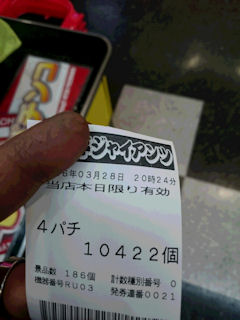 ジャイアンツ
6年03月28日 20時24分
当店本日限り有効
4パチ
10422個
景品数 186個
計数種別番号 0
機器番号RU03
発券連番0021